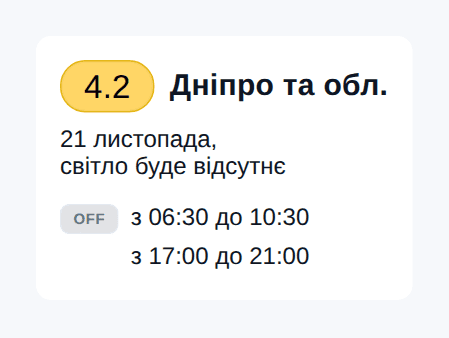 4.2 Дніпро та обл.
21 листопада,
світло буде відсутнє
OFF з 06:30 до 10:30
з 17:00 до 21:00